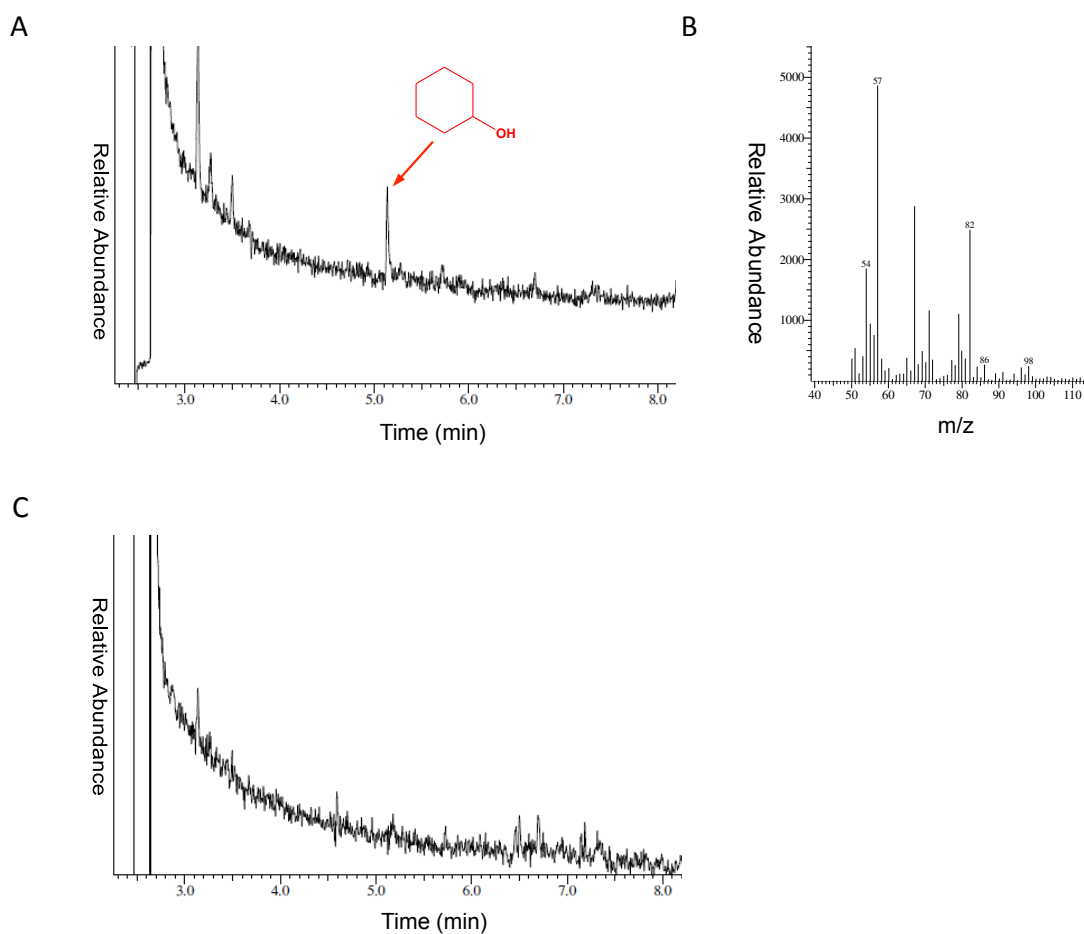 A
Relative Abundance
OH
3.0 4.0 5.0 6.0 7.0 8.0
Time (min)
B
Relative Abundance
5000
4000
3000
2000
1000
57
82
54
86
98
40 50 60 70 80 90 100 110
m/z
C
Relative Abundance
3.0 4.0 5.0 6.0 7.0 8.0
Time (min)